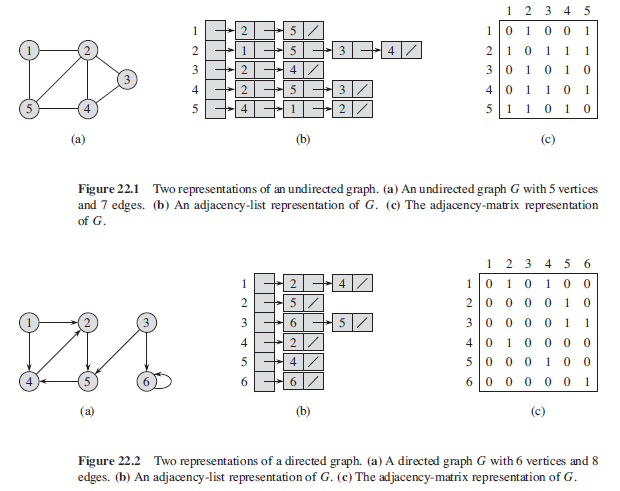 1 2 3 4 5
1 2 3 5 4
1 2 5 /
2 1 5 3 4 /
3 2 4 /
4 2 5 3 /
5 4 1 2 /
1 0 1 0 0 1
2 1 0 1 1 1
3 0 1 0 1 0
4 0 1 1 0 1
5 1 1 0 1 0
(a) (b) (c)
Figure 22.1 Two representations of an undirected graph. (a) An undirected graph G with 5 vertices
and 7 edges. (b) An adjacency-list representation of G. (c) The adjacency-matrix representation
of G.
1 2 3 4 5 6
1 2 3 4 5 6
1 2 4 /
2 5 /
3 6 5 /
4 2 /
5 4 /
6 6 /
1 0 1 0 1 0 0
2 0 0 0 0 1 0
3 0 0 0 0 1 1
4 0 1 0 0 0 0
5 0 0 0 1 0 0
6 0 0 0 0 0 1
(a) (b) (c)
Figure 22.2 Two representations of a directed graph. (a) A directed graph G with 6 vertices and 8
edges. (b) An adjacency-list representation of G. (c) The adjacency-matrix representation of G.